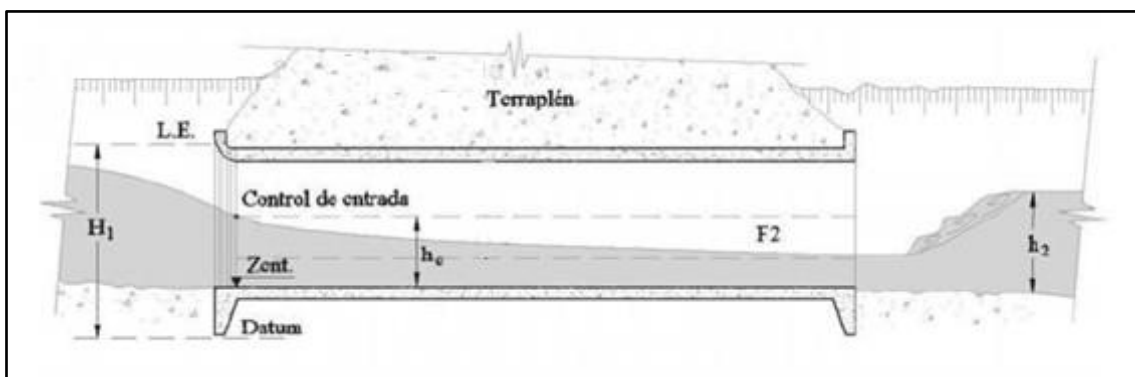 Terraplén
L.E.
Control de entrada
H1
F2
hc
h2
Zent.
Datum